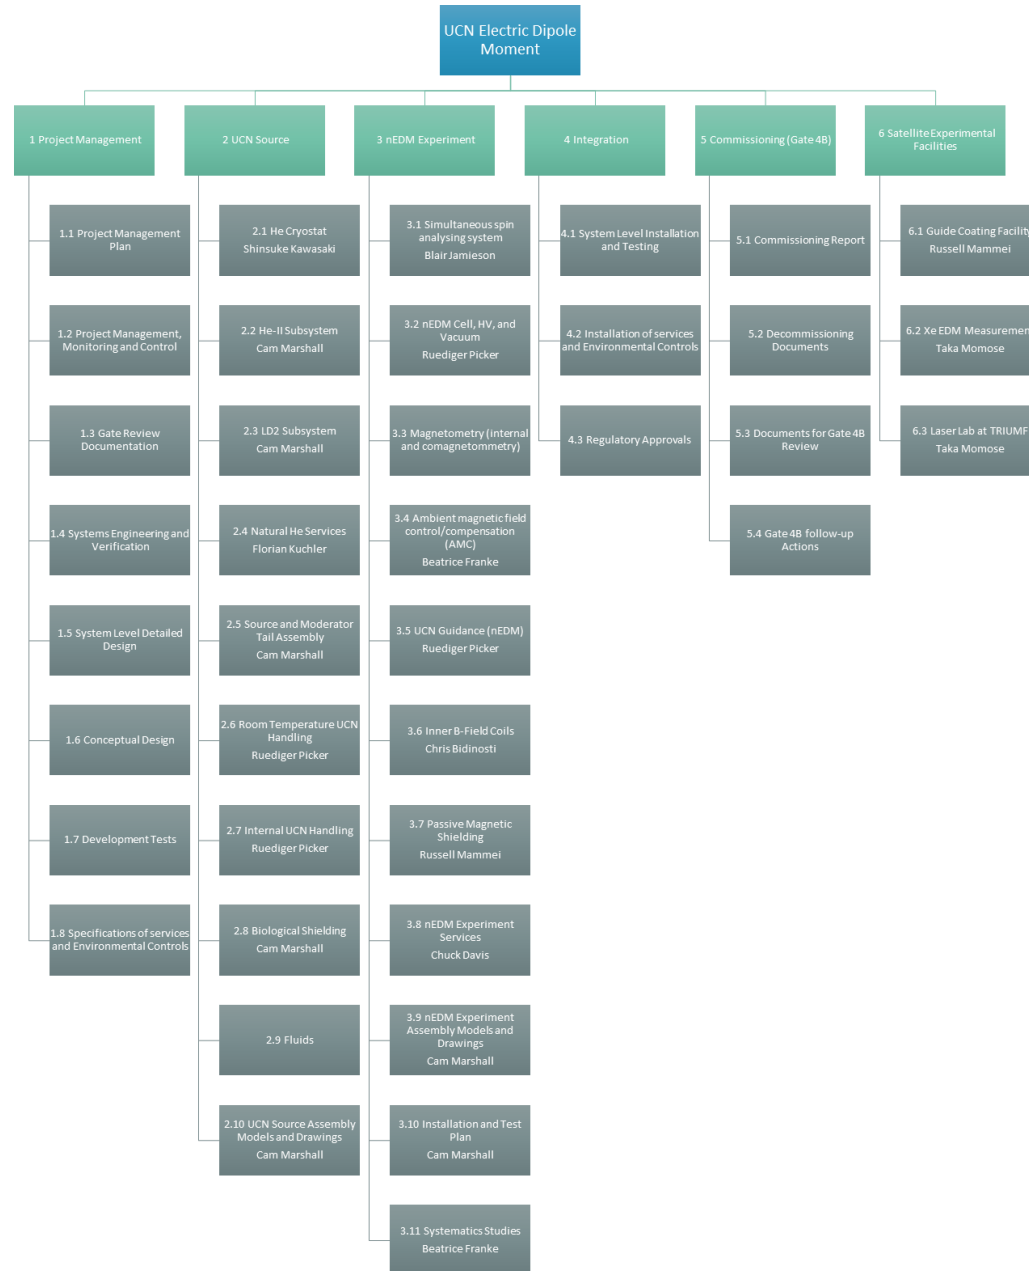 UCN Electric Dipole
Moment
1 Project Management
2 UCN Source
3 nEDM Experiment
4 Integration
5 Commissioning (Gate 4B)
6 Satellite Experimental
Facilities
1.1 Project Management
Plan
1.2 Project Management,
Monitoring and Control
1.3 Gate Review
Documentation
1.4 Systems Engineering and
Verification
1.5 System Level Detailed
Design
1.6 Conceptual Design
1.7 Development Tests
1.8 Specifications of services
and Environmental Controls
2.1 He Cryostat
Shinsuke Kawasaki
2.2 He-II Subsystem
Cam Marshall
2.3 LD2 Subsystem
Cam Marshall
2.4 Natural He Services
Florian Kuchler
2.5 Source and Moderator
Tail Assembly
Cam Marshall
2.6 Room Temperature UCN
Handling
Ruediger Picker
2.7 Internal UCN Handling
Ruediger Picker
2.8 Biological Shielding
Cam Marshall
2.9 Fluids
2.10 UCN Source Assembly
Models and Drawings
Cam Marshall
3.1 Simultaneous spin
analysing system
Blair Jamieson
3.2 nEDM Cell, HV, and
Vacuum
Ruediger Picker
3.3 Magnetometry (internal
and comagnetommetry)
3.4 Ambient magnetic field
control/compensation
(AMC)
Beatrice Franke
3.5 UCN Guidance (nEDM)
Ruediger Picker
3.6 Inner B-Field Coils
Chris Bidinosti
3.7 Passive Magnetic
Shielding
Russell Mammei
3.8 nEDM Experiment
Services
Chuck Davis
3.9 nEDM Experiment
Assembly Models and
Drawings
Cam Marshall
3.10 Installation and Test
Plan
Cam Marshall
3.11 Systematics Studies
Beatrice Franke
4.1 System Level Installation
and Testing
4.2 Installation of services
and Environmental Controls
4.3 Regulatory Approvals
5.1 Commissioning Report
5.2 Decommissioning
Documents
5.3 Documents for Gate 4B
Review
5.4 Gate 4B follow-up
Actions
6.1 Guide Coating Facility
Russell Mammei
6.2 Xe EDM Measurement
Taka Momose
6.3 Laser Lab at TRIUMF
Taka Momose